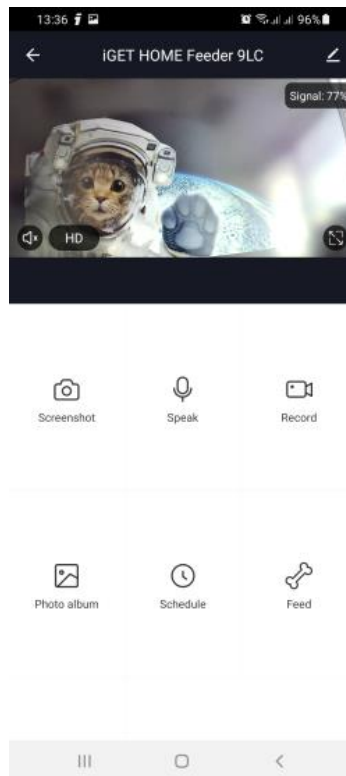 13:36 96%
iGET HOME Feeder 9LC
Signal: 77%
HD
Screenshot Speak Record
Photo album Schedule Feed